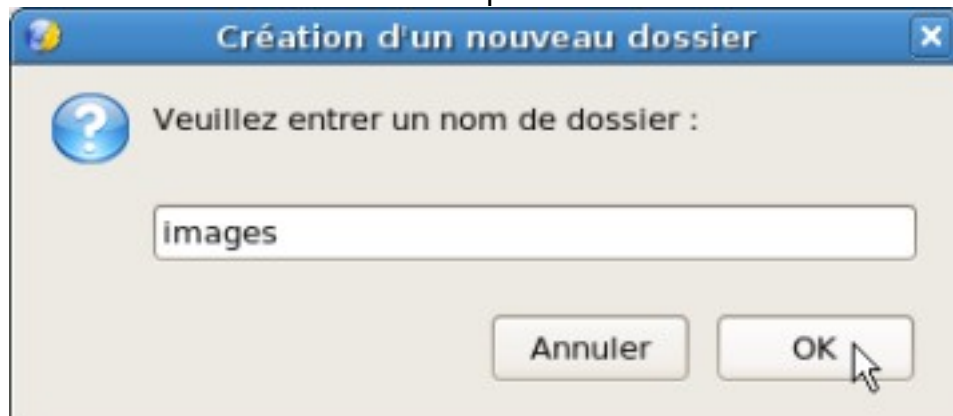 Création d'un nouveau dossier
Veuillez entrer un nom de dossier :
images
Annuler OK